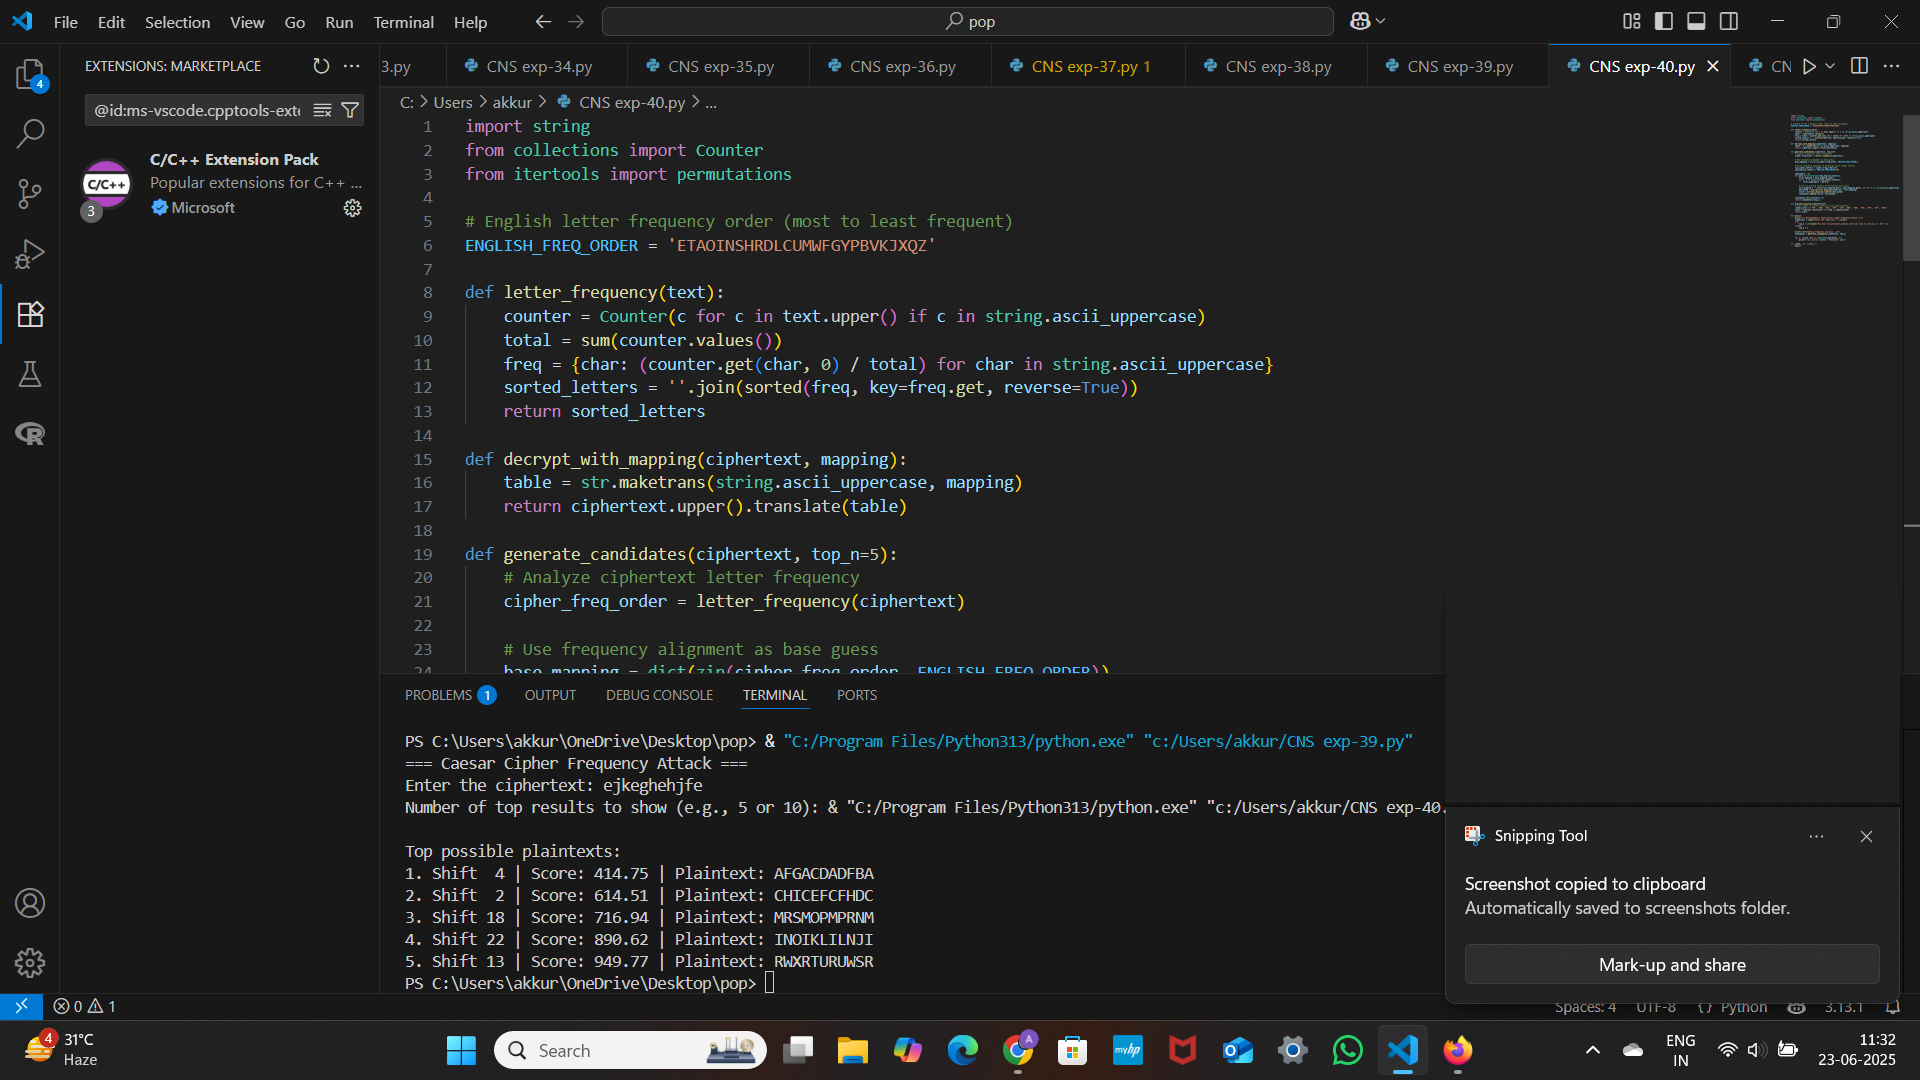 File Edit Selection View Go Run Terminal Help
pop
EXTENSIONS: MARKETPLACE
3.py
CNS exp-34.py
CNS exp-35.py
CNS exp-36.py
CNS exp-37.py 1
CNS exp-38.py
CNS exp-39.py
CNS exp-40.py
CN
4
@id:ms-vscode.cpptools-exte
C/C++
3
C/C++ Extension Pack
Popular extensions for C++ ...
Microsoft
C: > Users > akkur > CNS exp-40.py > ...
1 import string
2 from collections import Counter
3 from itertools import permutations
4
5 # English letter frequency order (most to least frequent)
6 ENGLISH_FREQ_ORDER = 'ETAOINSHRDLCUMWFGYPBVKJXQZ'
7
8 def letter_frequency(text):
9     counter = Counter(c for c in text.upper() if c in string.ascii_uppercase)
10     total = sum(counter.values())
11     freq = {char: (counter.get(char, 0) / total) for char in string.ascii_uppercase}
12     sorted_letters = ''.join(sorted(freq, key=freq.get, reverse=True))
13     return sorted_letters
14
15 def decrypt_with_mapping(ciphertext, mapping):
16     table = str.maketrans(string.ascii_uppercase, mapping)
17     return ciphertext.upper().translate(table)
18
19 def generate_candidates(ciphertext, top_n=5):
20     # Analyze ciphertext letter frequency
21     cipher_freq_order = letter_frequency(ciphertext)
22
23     # Use frequency alignment as base guess
24     base_mapping = dict(zip(cipher_freq_order, ENGLISH_FREQ_ORDER))
PROBLEMS 1 OUTPUT DEBUG CONSOLE TERMINAL PORTS
PS C:\Users\akkur\OneDrive\Desktop\pop> & "C:/Program Files/Python313/python.exe" "c:/Users/akkur/CNS exp-39.py"
=== Caesar Cipher Frequency Attack ===
Enter the ciphertext: ejkeghehjfe
Number of top results to show (e.g., 5 or 10): & "C:/Program Files/Python313/python.exe" "c:/Users/akkur/CNS exp-40.
Top possible plaintexts:
1. Shift  4 | Score: 414.75 | Plaintext: AFGACDADFBA
2. Shift  2 | Score: 614.51 | Plaintext: CHICEFCFHDC
3. Shift 18 | Score: 716.94 | Plaintext: MRSMOPMPRNM
4. Shift 22 | Score: 890.62 | Plaintext: INOIKLILNJI
5. Shift 13 | Score: 949.77 | Plaintext: RWXRTURUWSR
PS C:\Users\akkur\OneDrive\Desktop\pop>
Snipping Tool
Screenshot copied to clipboard
Automatically saved to screenshots folder.
Mark-up and share
0 1
Spaces: 4 UTF-8 {} Python 3.13.1
4
31°C
Haze
Search
A
myhp
ENG
IN
11:32
23-06-2025